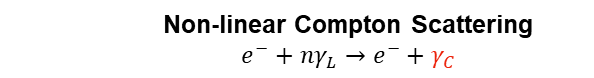 Non-linear Compton Scattering
e⁻ + nγ_L → e⁻ + γ_C